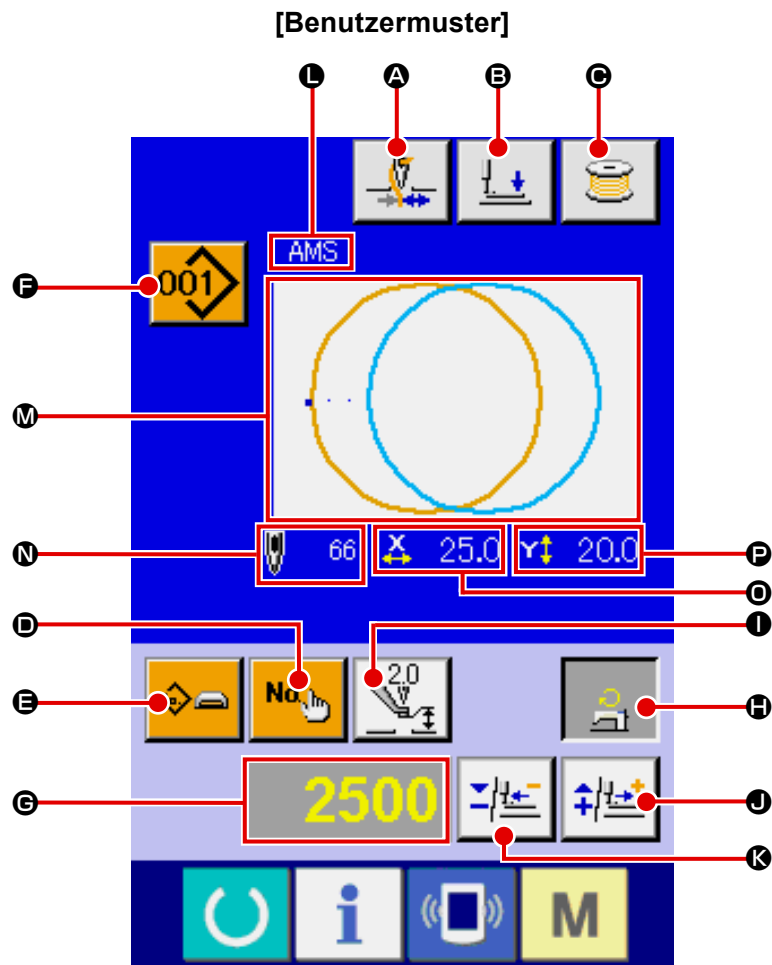 [Benutzermuster]
L A B C
AMS
F 001
M
N 66 X 25.0 Y 20.0 P
O
D I
E No. 2.0 H
G 2500 J
K
i M